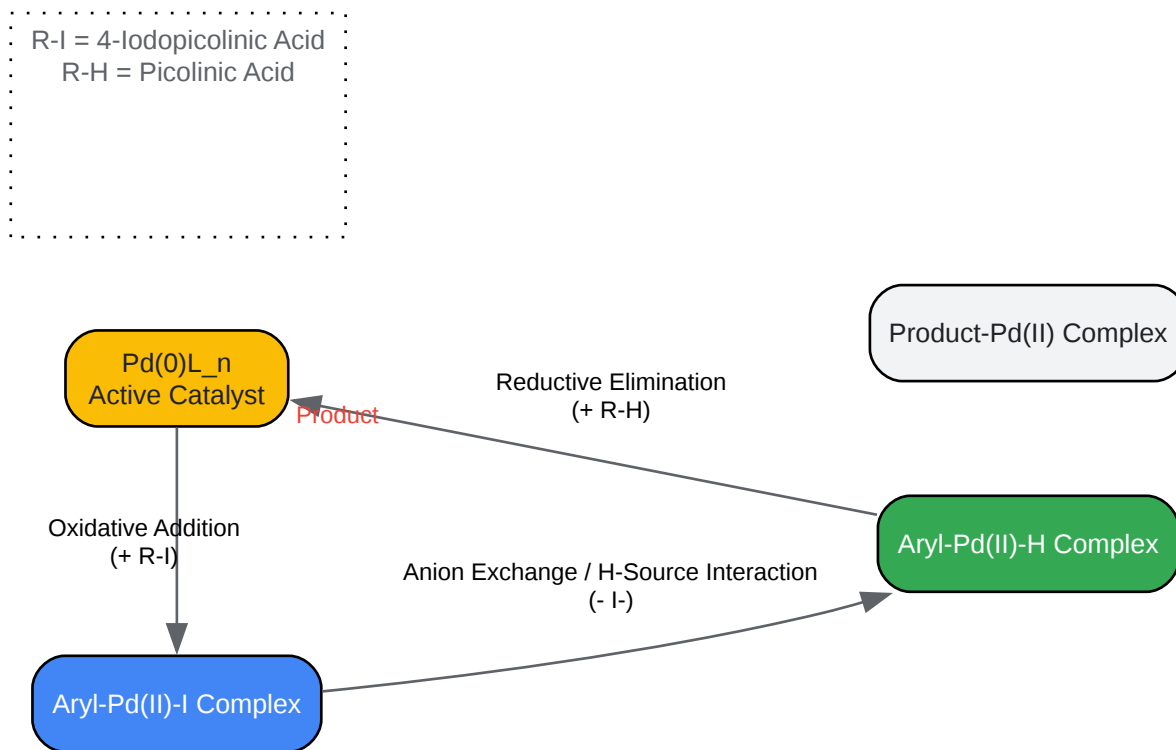 R-I = 4-Iodopicolinic Acid
R-H = Picolinic Acid
Product-Pd(II) Complex
Pd(0)L_n
Active Catalyst
Reductive Elimination
(+ R-H)
Product
Oxidative Addition
(+ R-I)
Aryl-Pd(II)-H Complex
Anion Exchange / H-Source Interaction
(- I-)
Aryl-Pd(II)-I Complex